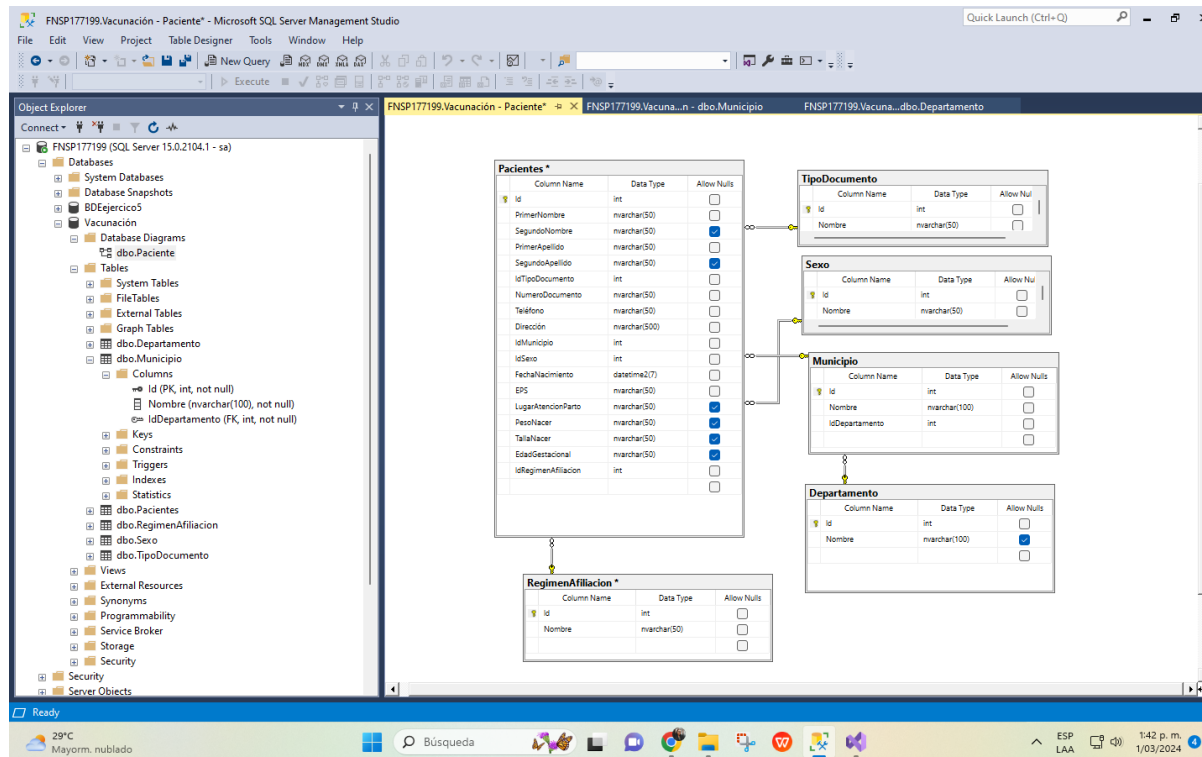 FNSP177199.Vacunación - Paciente* - Microsoft SQL Server Management Studio
Quick Launch (Ctrl+Q)
File Edit View Project Table Designer Tools Window Help
New Query
Execute
Object Explorer
Connect
FNSP177199 (SQL Server 15.0.2104.1 - sa)
Databases
System Databases
Database Snapshots
BDEejercico5
Vacunación
Database Diagrams
dbo.Paciente
Tables
System Tables
FileTables
External Tables
Graph Tables
dbo.Departamento
dbo.Municipio
Columns
Id (PK, int, not null)
Nombre (nvarchar(100), not null)
IdDepartamento (FK, int, not null)
Keys
Constraints
Triggers
Indexes
Statistics
dbo.Pacientes
dbo.RegimenAfiliacion
dbo.Sexo
dbo.TipoDocumento
Views
External Resources
Synonyms
Programmability
Service Broker
Storage
Security
Security
Server Objects
FNSP177199.Vacunación - Paciente* FNSP177199.Vacuna...n - dbo.Municipio FNSP177199.Vacuna...dbo.Departamento
Pacientes *
Column Name Data Type Allow Nulls
Id int
PrimerNombre nvarchar(50)
SegundoNombre nvarchar(50)
PrimerApellido nvarchar(50)
SegundoApellido nvarchar(50)
IdTipoDocumento int
NumeroDocumento nvarchar(50)
Teléfono nvarchar(50)
Dirección nvarchar(500)
IdMunicipio int
IdSexo int
FechaNacimiento datetime2(7)
EPS nvarchar(50)
LugarAtencionParto nvarchar(50)
PesoNacer nvarchar(50)
TallaNacer nvarchar(50)
EdadGestacional nvarchar(50)
IdRegimenAfiliacion int
TipoDocumento
Column Name Data Type Allow Nul
Id int
Nombre nvarchar(50)
Sexo
Column Name Data Type Allow Nul
Id int
Nombre nvarchar(50)
Municipio
Column Name Data Type Allow Nulls
Id int
Nombre nvarchar(100)
IdDepartamento int
Departamento
Column Name Data Type Allow Nulls
Id int
Nombre nvarchar(100)
RegimenAfiliacion *
Column Name Data Type Allow Nulls
Id int
Nombre nvarchar(50)
Ready
29°C
Mayorm. nublado
Búsqueda
ESP
LAA
1:42 p. m.
1/03/2024
4